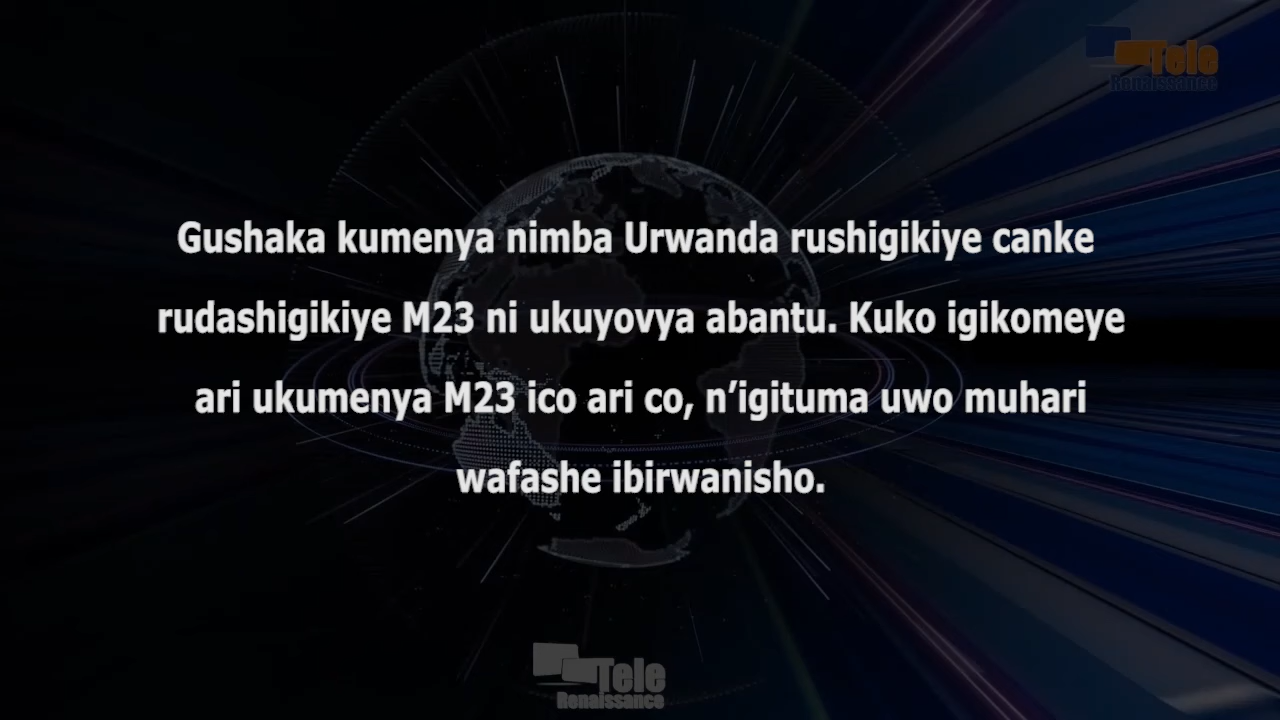 Tele
Renaissance
Gushaka kumenya nimba Urwanda rushigikiye canke
rudashigikiye M23 ni ukuyovya abantu. Kuko igikomeye
ari ukumenya M23 ico ari co, n’igituma uwo muhari
wafashe ibirwanisho.
Tele
Renaissance